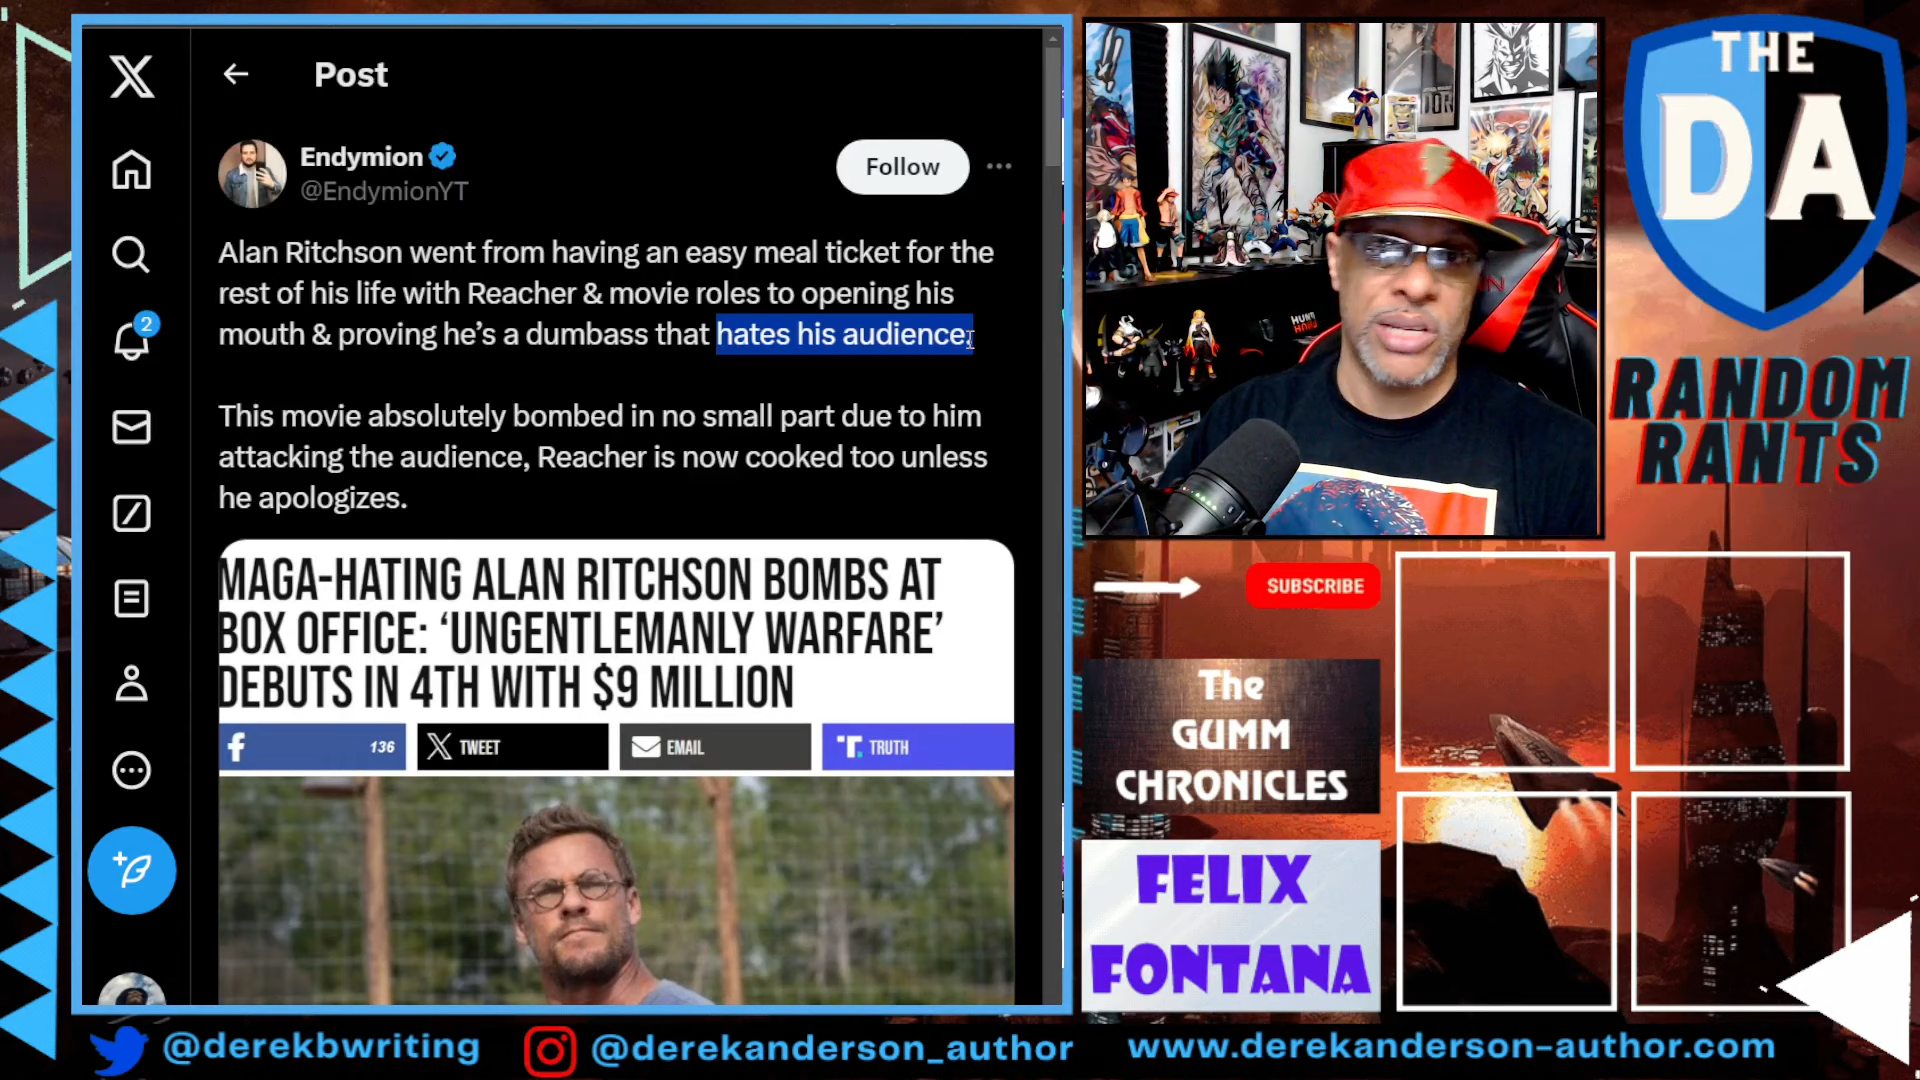 Post
Endymion
@EndymionYT
Follow
Alan Ritchson went from having an easy meal ticket for the
rest of his life with Reacher & movie roles to opening his
mouth & proving he's a dumbass that hates his audience.
This movie absolutely bombed in no small part due to him
attacking the audience, Reacher is now cooked too unless
he apologizes.
MAGA-HATING ALAN RITCHSON BOMBS AT
BOX OFFICE: ‘UNGENTLEMANLY WARFARE’
DEBUTS IN 4TH WITH $9 MILLION
136
TWEET
EMAIL
TRUTH
2
THE
DA
RANDOM
RANTS
SUBSCRIBE
The
GUMM
CHRONICLES
FELIX
FONTANA
@derekbwriting
@derekanderson_author
www.derekanderson-author.com